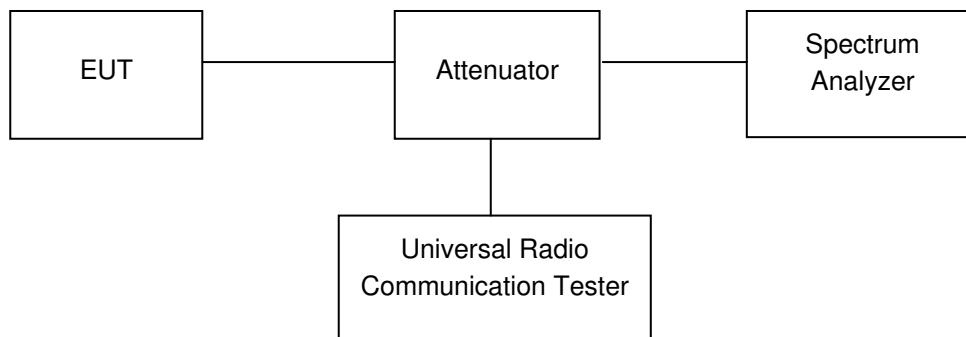 EUT
Attenuator
Spectrum
Analyzer
Universal Radio
Communication Tester